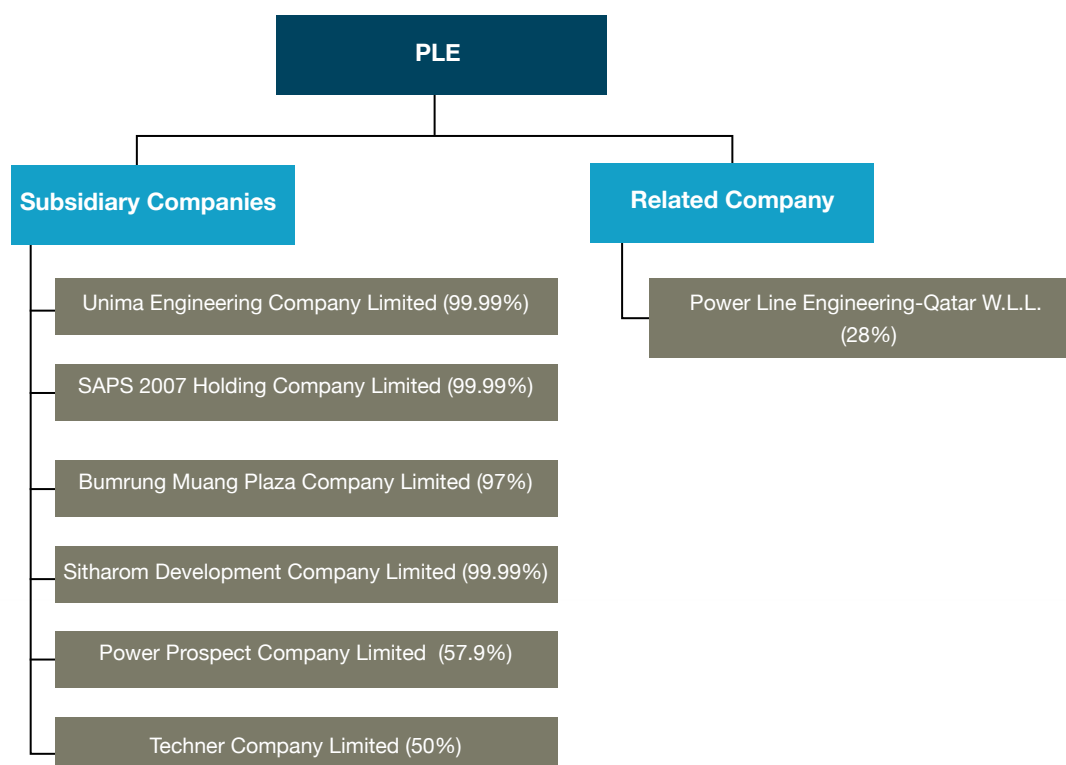 PLE
Subsidiary Companies
Unima Engineering Company Limited (99.99%)
SAPS 2007 Holding Company Limited (99.99%)
Bumrung Muang Plaza Company Limited (97%)
Sitharom Development Company Limited (99.99%)
Power Prospect Company Limited (57.9%)
Techner Company Limited (50%)
Related Company
Power Line Engineering-Qatar W.L.L.
(28%)